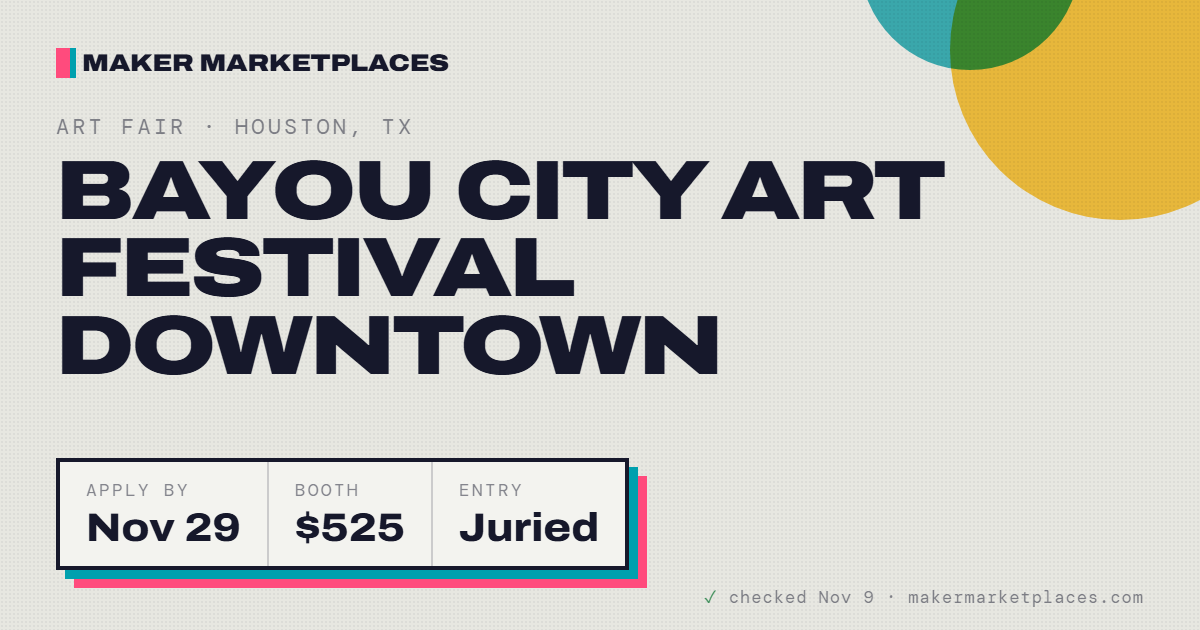 MAKER MARKETPLACES
ART FAIR · HOUSTON, TX
BAYOU CITY ART
FESTIVAL
DOWNTOWN
APPLY BY
Nov 29
BOOTH
$525
ENTRY
Juried
✓ checked Nov 9 · makermarketplaces.com